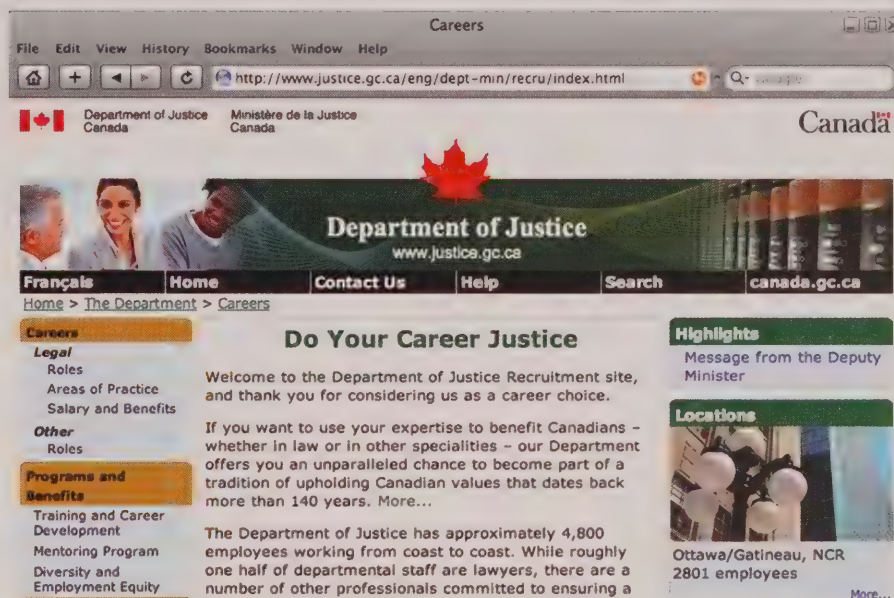 Careers
File Edit View History Bookmarks Window Help
http://www.justice.gc.ca/eng/dept-min/recru/index.html
Department of Justice
Canada
Ministère de la Justice
Canada
Canada
Department of Justice
www.justice.gc.ca
Français Home Contact Us Help Search canada.gc.ca
Home > The Department > Careers
Careers
Legal
Roles
Areas of Practice
Salary and Benefits
Other
Roles
Programs and
Benefits
Training and Career
Development
Mentoring Program
Diversity and
Employment Equity
Do Your Career Justice
Welcome to the Department of Justice Recruitment site,
and thank you for considering us as a career choice.
If you want to use your expertise to benefit Canadians –
whether in law or in other specialities – our Department
offers you an unparalleled chance to become part of a
tradition of upholding Canadian values that dates back
more than 140 years. More...
The Department of Justice has approximately 4,800
employees working from coast to coast. While roughly
one half of departmental staff are lawyers, there are a
number of other professionals committed to ensuring a
Highlights
Message from the Deputy
Minister
Locations
Ottawa/Gatineau, NCR
2801 employees
More...